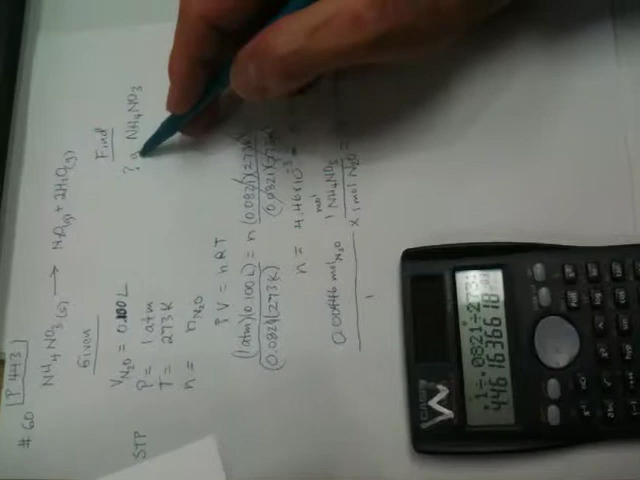 # 60 P 443
NH4NO3(s) → N2O(g) + 2H2O(g)
Given
Find
STP
VN2O = 0.100 L
? g NH4NO3
P = 1 atm
T = 273 K
n = nN2O
PV = nRT
(1 atm)(0.100L) = n (0.0821)(273K)
(0.0821)(273K) (0.0821)(273K)
n = 4.46 x 10^-3
mol
0.00446 mol N2O 1 NH4NO3
1 x 1 mol N2O =
CASIO